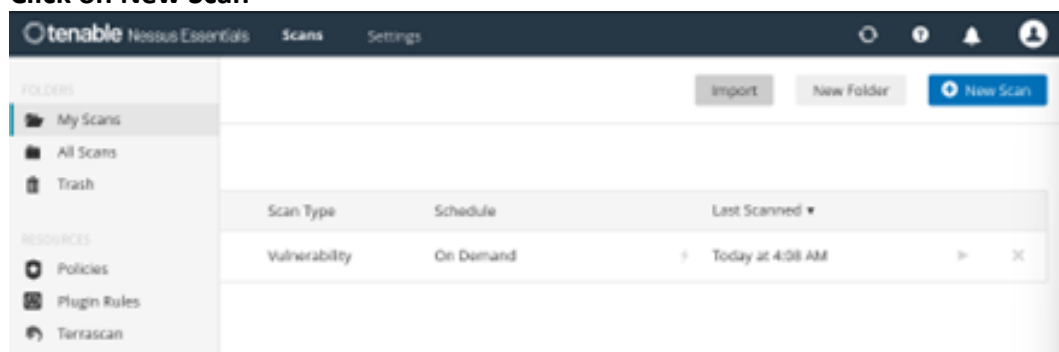 Click on New Scan
tenable Nessus Essentials Scans Settings
FOLDERS
Import New Folder New Scan
My Scans
All Scans
Trash
Scan Type Schedule Last Scanned
RESOURCES
Vulnerability On Demand Today at 4:08 AM
Policies
Plugin Rules
Terrascan